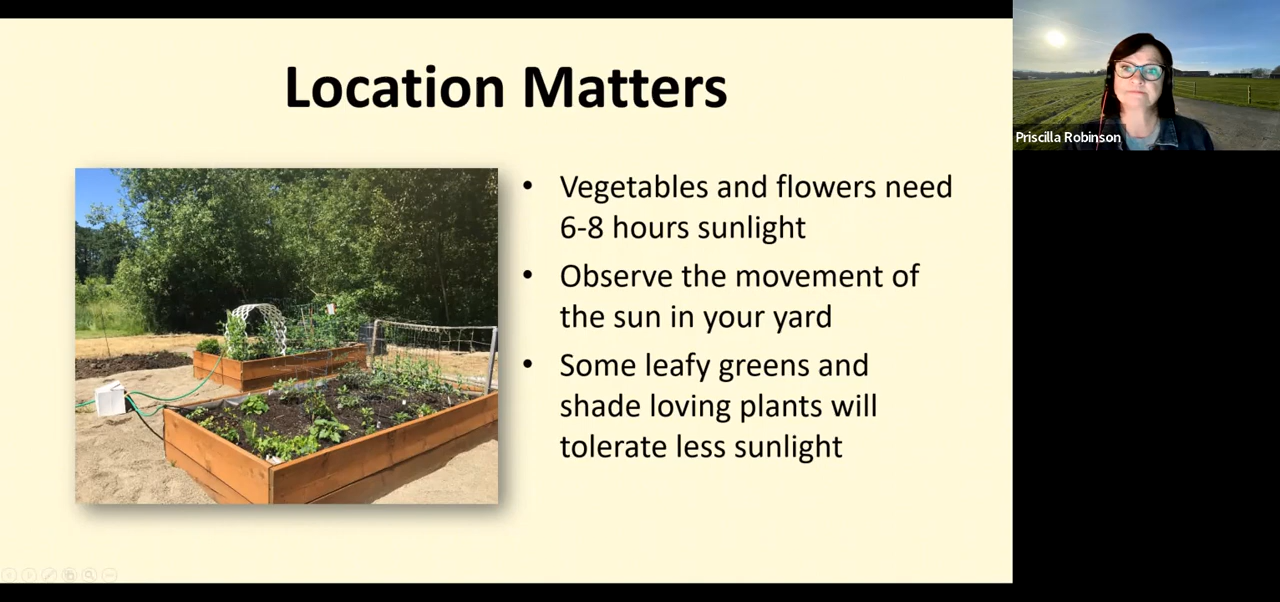 Location Matters
Priscilla Robinson
• Vegetables and flowers need
6-8 hours sunlight
• Observe the movement of
the sun in your yard
• Some leafy greens and
shade loving plants will
tolerate less sunlight